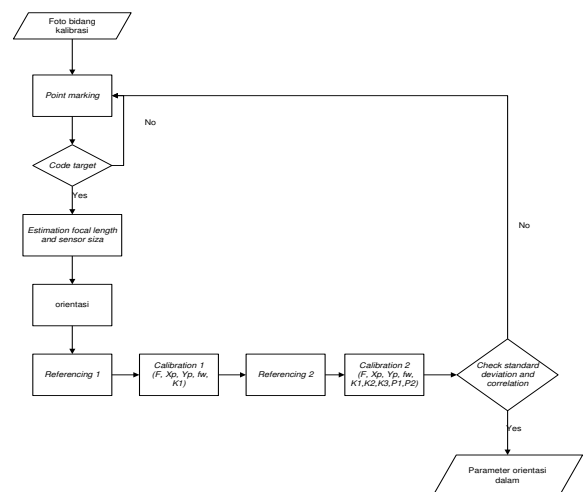 Foto bidang
kalibrasi
Point marking
No
Code target
Yes
Estimation focal length
and sensor siza
No
orientasi
Referencing 1
Calibration 1
(F, Xp, Yp, fw,
K1)
Referencing 2
Calibration 2
(F, Xp, Yp, fw,
K1,K2,K3,P1,P2)
Check standard
deviation and
correlation
Yes
Parameter orientasi
dalam